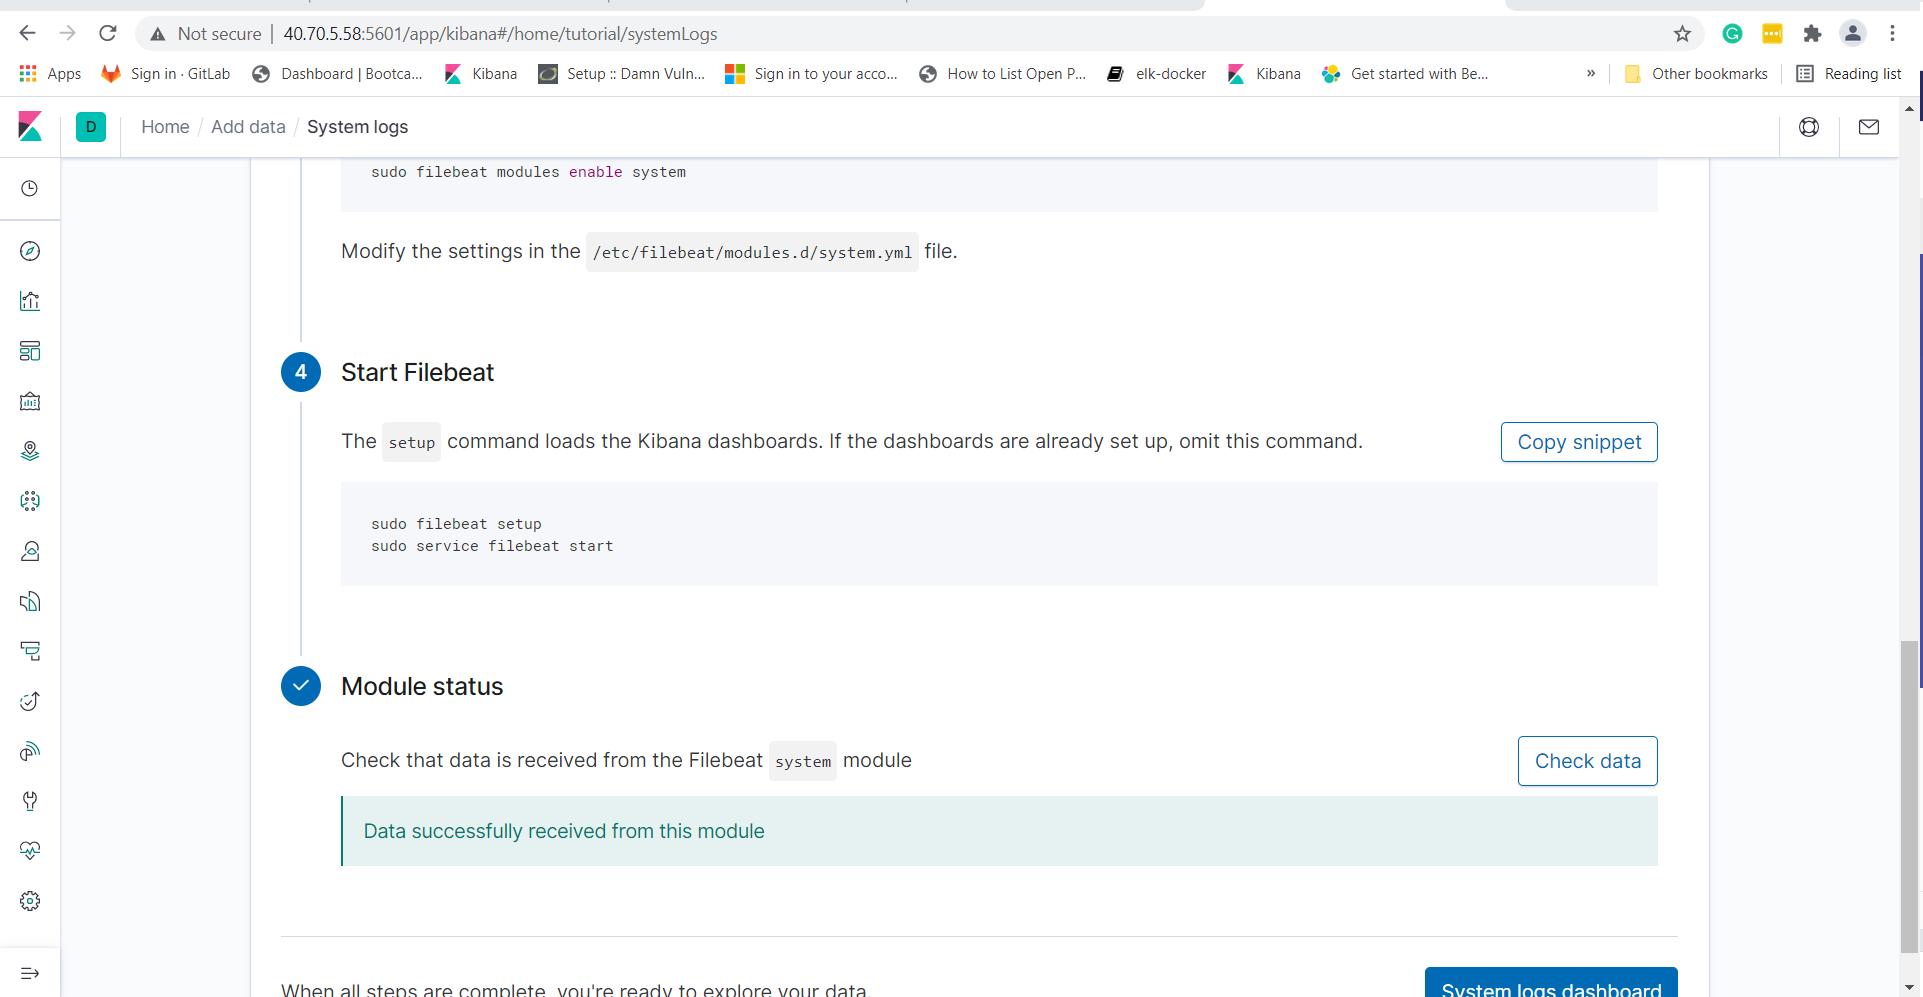 Not secure | 40.70.5.58:5601/app/kibana#/home/tutorial/systemLogs
Apps Sign in · GitLab Dashboard | Bootca... Kibana Setup :: Damn Vuln... Sign in to your acco... How to List Open P... elk-docker Kibana Get started with Be... » Other bookmarks Reading list
D Home / Add data / System logs
sudo filebeat modules enable system
Modify the settings in the /etc/filebeat/modules.d/system.yml file.
4 Start Filebeat
The setup command loads the Kibana dashboards. If the dashboards are already set up, omit this command.
Copy snippet
sudo filebeat setup
sudo service filebeat start
Module status
Check that data is received from the Filebeat system module
Check data
Data successfully received from this module
When all steps are complete, you're ready to explore your data.
System logs dashboard